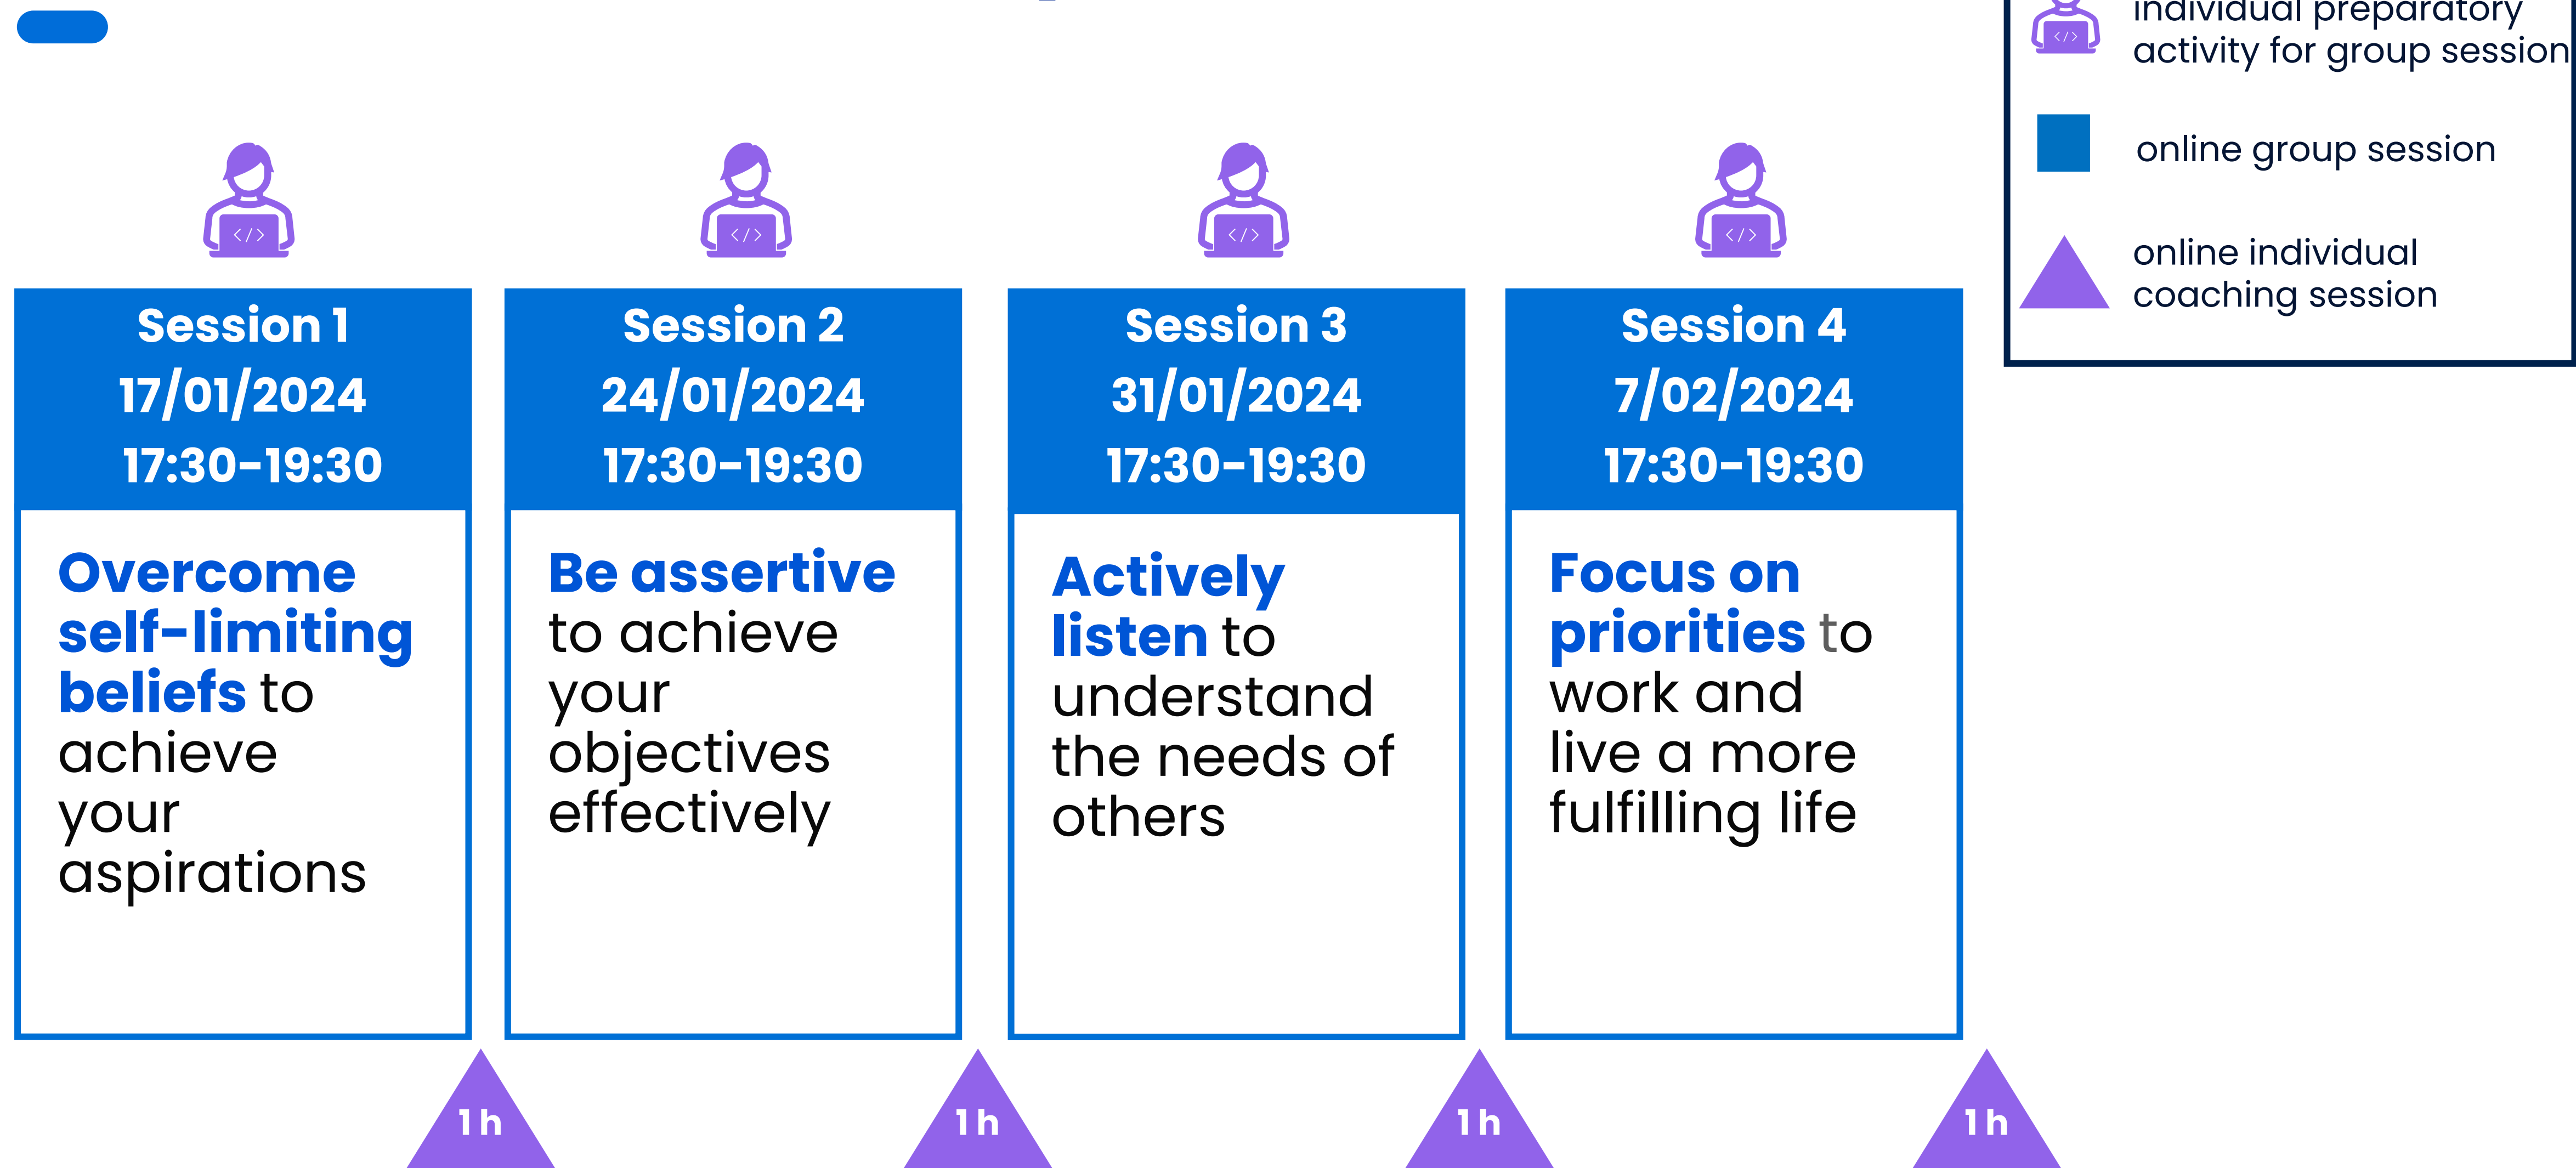 individual preparatory
activity for group session
online group session
online individual
coaching session
</>
</>
</>
</>
</>
Session 1
17/01/2024
17:30-19:30
Overcome
self-limiting
beliefs to
achieve
your
aspirations
Session 2
24/01/2024
17:30-19:30
Be assertive
to achieve
your
objectives
effectively
Session 3
31/01/2024
17:30-19:30
Actively
listen to
understand
the needs of
others
Session 4
7/02/2024
17:30-19:30
Focus on
priorities to
work and
live a more
fulfilling life
1 h
1 h
1 h
1 h